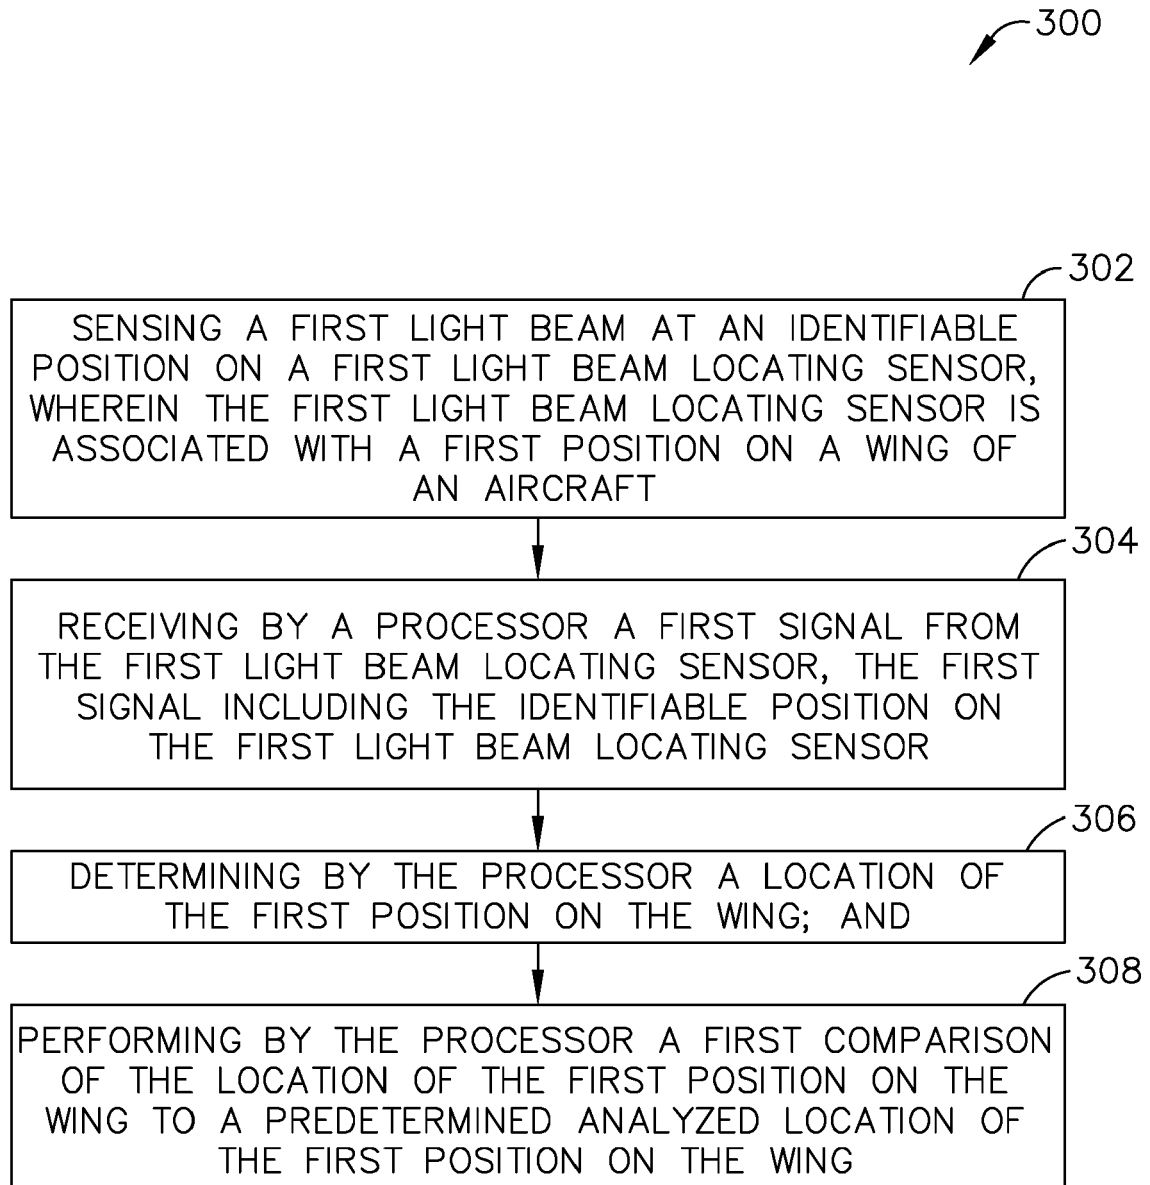 300
302
SENSING A FIRST LIGHT BEAM AT AN IDENTIFIABLE
POSITION ON A FIRST LIGHT BEAM LOCATING SENSOR,
WHEREIN THE FIRST LIGHT BEAM LOCATING SENSOR IS
ASSOCIATED WITH A FIRST POSITION ON A WING OF
AN AIRCRAFT
304
RECEIVING BY A PROCESSOR A FIRST SIGNAL FROM
THE FIRST LIGHT BEAM LOCATING SENSOR, THE FIRST
SIGNAL INCLUDING THE IDENTIFIABLE POSITION ON
THE FIRST LIGHT BEAM LOCATING SENSOR
306
DETERMINING BY THE PROCESSOR A LOCATION OF
THE FIRST POSITION ON THE WING; AND
308
PERFORMING BY THE PROCESSOR A FIRST COMPARISON
OF THE LOCATION OF THE FIRST POSITION ON THE
WING TO A PREDETERMINED ANALYZED LOCATION OF
THE FIRST POSITION ON THE WING